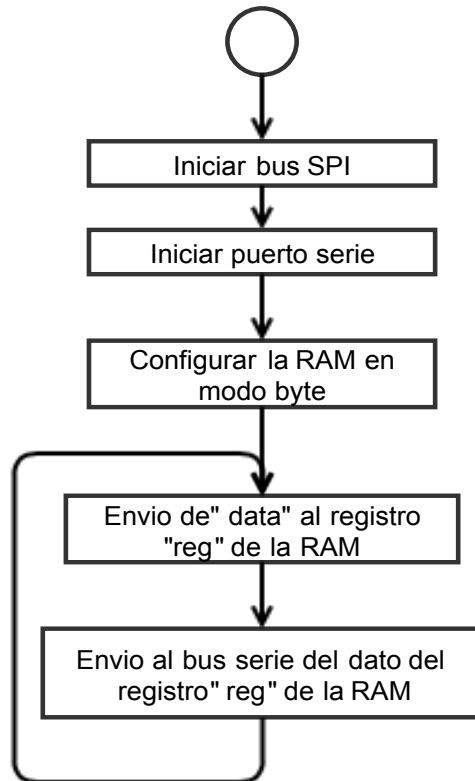 Iniciar bus SPI
Iniciar puerto serie
Configurar la RAM en
modo byte
Envio de" data" al registro
"reg" de la RAM
Envio al bus serie del dato del
registro" reg" de la RAM